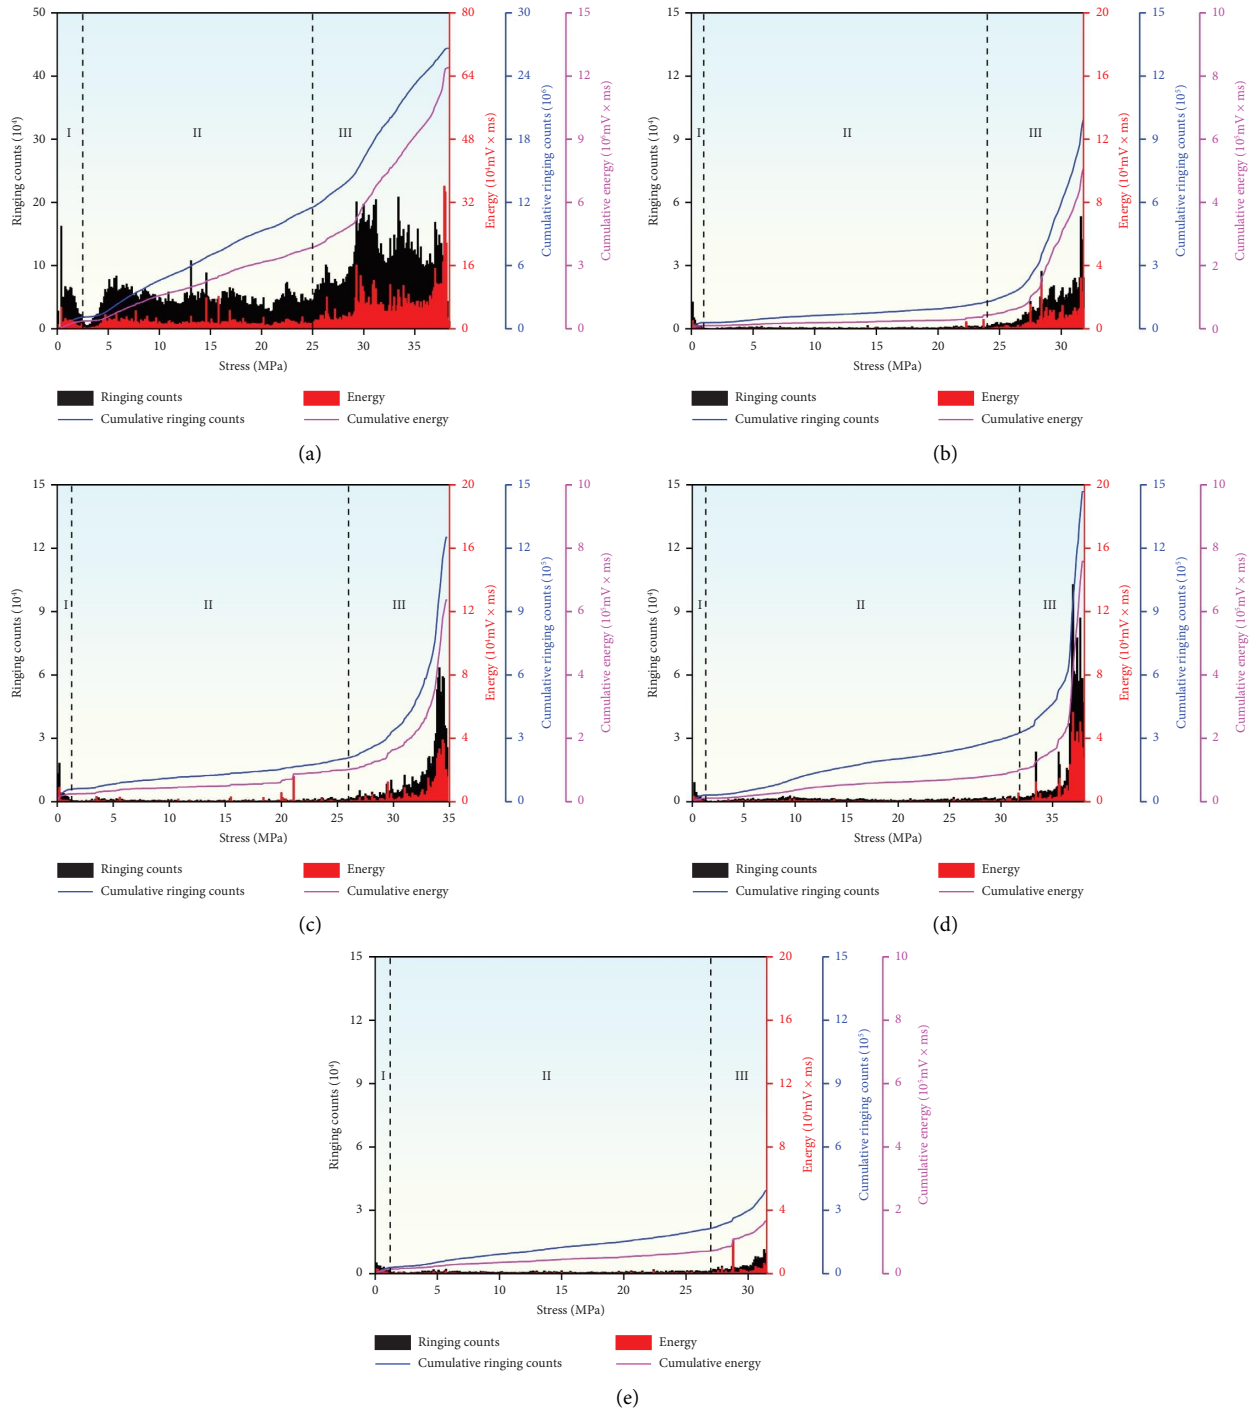 50 80 30 15
40 64 24 12
30 48 18 9
20 32 12 6
10 16 6 3
0 0 0 0
Ringing counts (10⁴)
Energy (10⁴mV × ms)
Cumulative ringing counts (10⁶)
Cumulative energy (10⁶mV × ms)
I II III
0 5 10 15 20 25 30 35
Stress (MPa)
Ringing counts Energy
Cumulative ringing counts Cumulative energy
(a)
15 20 15 10
12 16 12 8
9 12 9 6
6 8 6 4
3 4 3 2
0 0 0 0
Ringing counts (10⁴)
Energy (10⁴mV × ms)
Cumulative ringing counts (10⁵)
Cumulative energy (10⁵mV × ms)
I II III
0 5 10 15 20 25 30
Stress (MPa)
Ringing counts Energy
Cumulative ringing counts Cumulative energy
(b)
15 20 15 10
12 16 12 8
9 12 9 6
6 8 6 4
3 4 3 2
0 0 0 0
Ringing counts (10⁴)
Energy (10⁴mV × ms)
Cumulative ringing counts (10⁵)
Cumulative energy (10⁵mV × ms)
I II III
0 5 10 15 20 25 30 35
Stress (MPa)
Ringing counts Energy
Cumulative ringing counts Cumulative energy
(c)
15 20 15 10
12 16 12 8
9 12 9 6
6 8 6 4
3 4 3 2
0 0 0 0
Ringing counts (10⁴)
Energy (10⁴mV × ms)
Cumulative ringing counts (10⁵)
Cumulative energy (10⁵mV × ms)
I II III
0 5 10 15 20 25 30 35
Stress (MPa)
Ringing counts Energy
Cumulative ringing counts Cumulative energy
(d)
15 20 15 10
12 16 12 8
9 12 9 6
6 8 6 4
3 4 3 2
0 0 0 0
Ringing counts (10⁴)
Energy (10⁴mV × ms)
Cumulative ringing counts (10⁵)
Cumulative energy (10⁵mV × ms)
I II III
0 5 10 15 20 25 30
Stress (MPa)
Ringing counts Energy
Cumulative ringing counts Cumulative energy
(e)